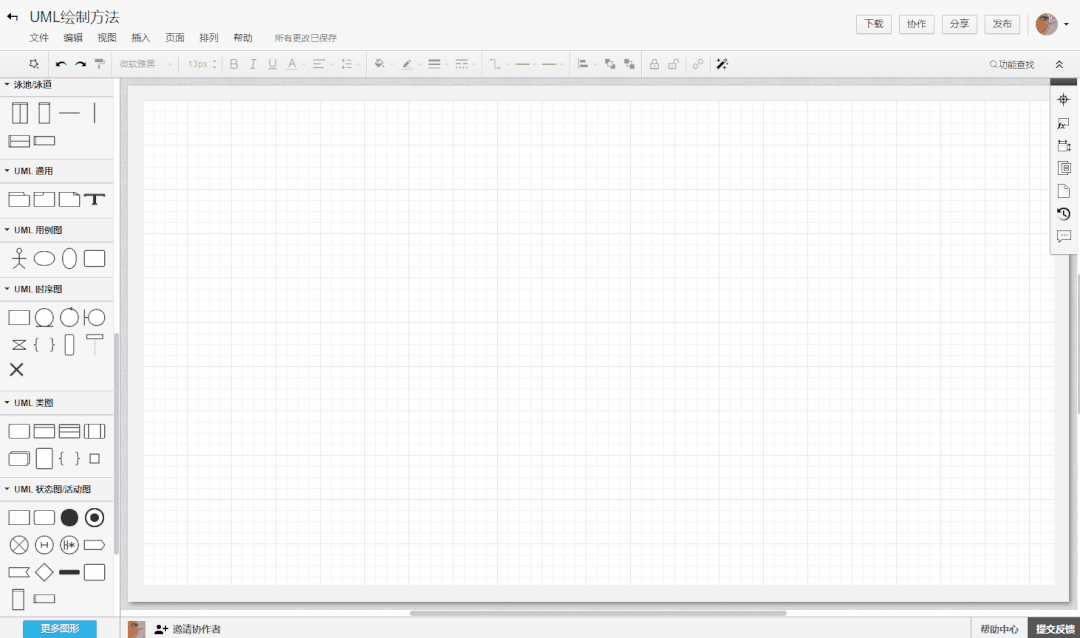 UML绘制方法
文件 编辑 视图 插入 页面 排列 帮助 所有更改已保存
下载 协作 分享 发布
微软雅黑 13px B I U A 功能查找
泳池/泳道
UML 通用
UML 用例图
UML 时序图
UML 类图
UML 状态图/活动图
更多图形
邀请协作者
帮助中心 提交反馈